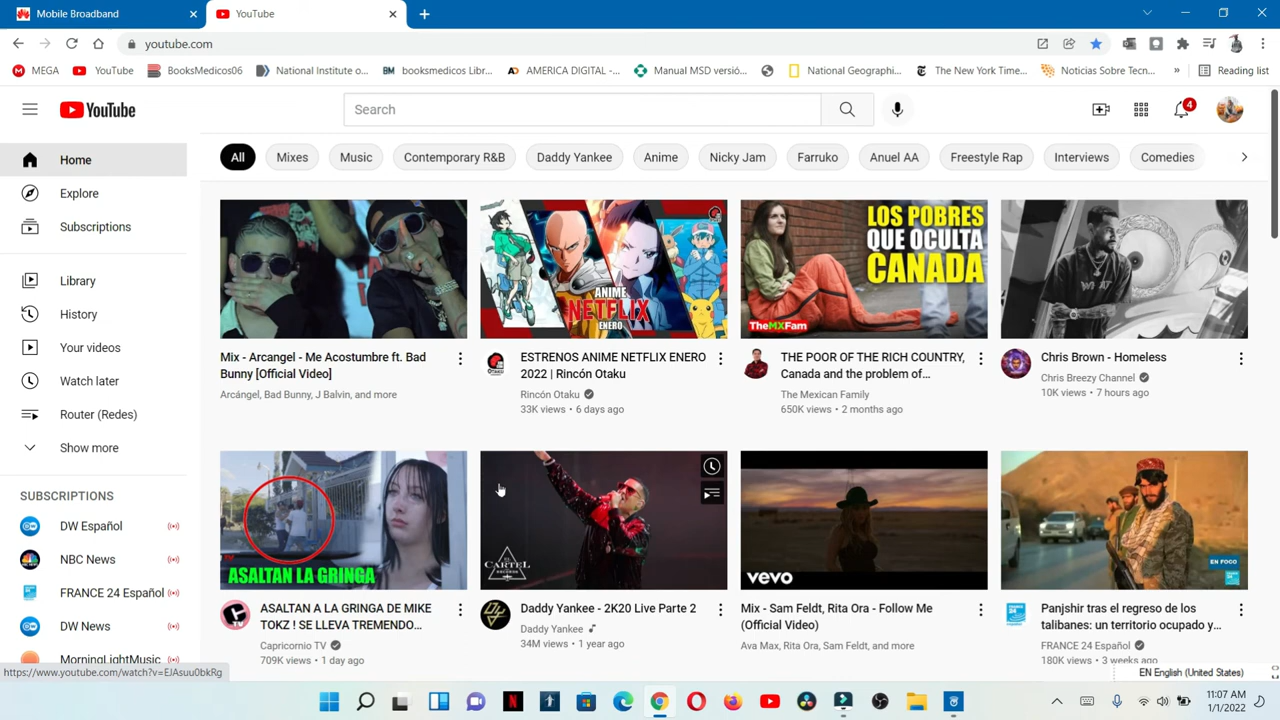 Mobile Broadband
YouTube
youtube.com
MEGA
YouTube
BooksMedicos06
National Institute o...
booksmedicos Libr...
AMERICA DIGITAL -...
Manual MSD versió...
National Geographi...
The New York Time...
Noticias Sobre Tecn...
Reading list
YouTube
Search
4
All
Mixes
Music
Contemporary R&B
Daddy Yankee
Anime
Nicky Jam
Farruko
Anuel AA
Freestyle Rap
Interviews
Comedies
Home
Explore
Subscriptions
Library
History
Your videos
Watch later
Router (Redes)
Show more
SUBSCRIPTIONS
DW Español
NBC News
FRANCE 24 Español
DW News
MorningLightMusic
Mix - Arcangel - Me Acostumbre ft. Bad
Bunny [Official Video]
Arcángel, Bad Bunny, J Balvin, and more
ANIME
NETFLIX
ENERO
ESTRENOS ANIME NETFLIX ENERO
2022 | Rincón Otaku
Rincón Otaku
33K views • 6 days ago
LOS POBRES
QUE OCULTA
CANADA
TheMXFam
THE POOR OF THE RICH COUNTRY,
Canada and the problem of...
The Mexican Family
650K views • 2 months ago
Chris Brown - Homeless
Chris Breezy Channel
10K views • 7 hours ago
ASALTAN LA GRINGA
ASALTAN A LA GRINGA DE MIKE
TOKZ ! SE LLEVA TREMENDO...
Capricornio TV
709K views • 1 day ago
EL CARTEL
RECORDS
Daddy Yankee - 2K20 Live Parte 2
Daddy Yankee
34M views • 1 year ago
vevo
Mix - Sam Feldt, Rita Ora - Follow Me
(Official Video)
Ava Max, Rita Ora, Sam Feldt, and more
EN FOCO
Panjshir tras el regreso de los
talibanes: un territorio ocupado y...
FRANCE 24 Español
180K views • 3 weeks ago
https://www.youtube.com/watch?v=EJAsuu0bkRg
EN English (United States)
11:07 AM
1/1/2022